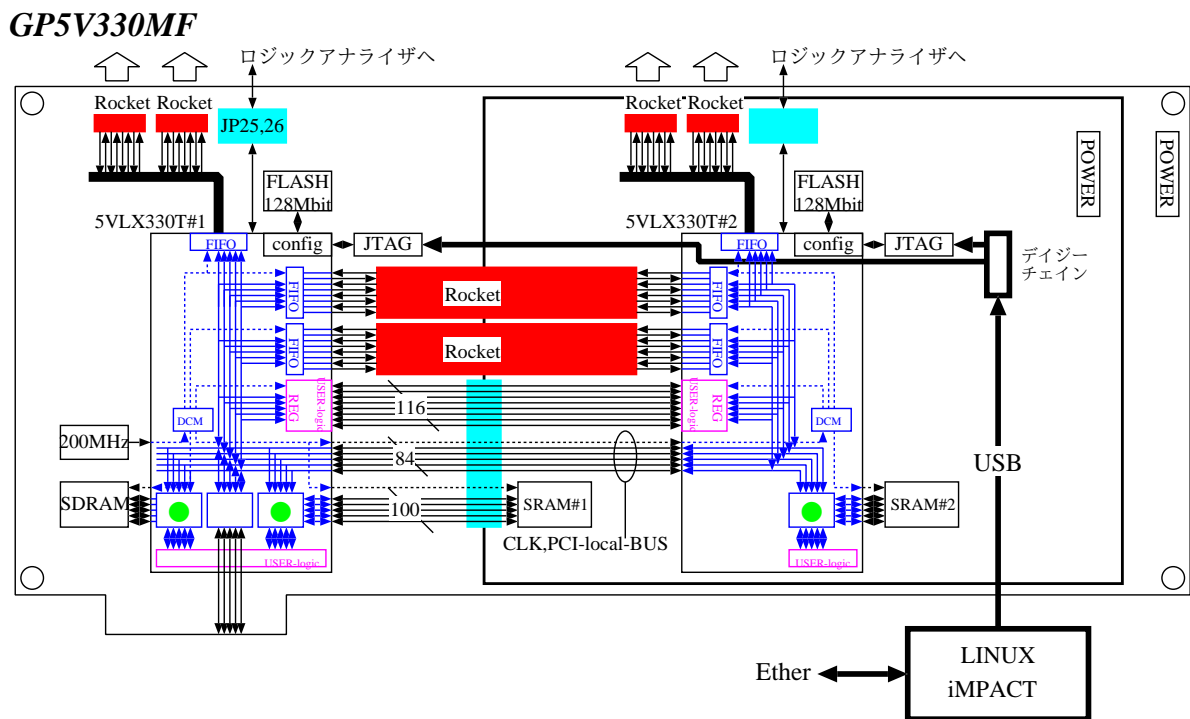 GP5V330MF
ロジックアナライザへ
ロジックアナライザへ
Rocket
Rocket
Rocket
Rocket
JP25,26
POWER
POWER
FLASH
128Mbit
FLASH
128Mbit
5VLX330T#1
5VLX330T#2
FIFO
config
JTAG
FIFO
config
JTAG
デイジー
チェイン
FIFO
Rocket
FIFO
FIFO
Rocket
FIFO
REG
USER-logic
116
USER-logic
REG
DCM
DCM
200MHz
84
USB
SDRAM
100
SRAM#1
SRAM#2
CLK,PCI-local-BUS
USER-logic
USER-logic
Ether
LINUX
iMPACT